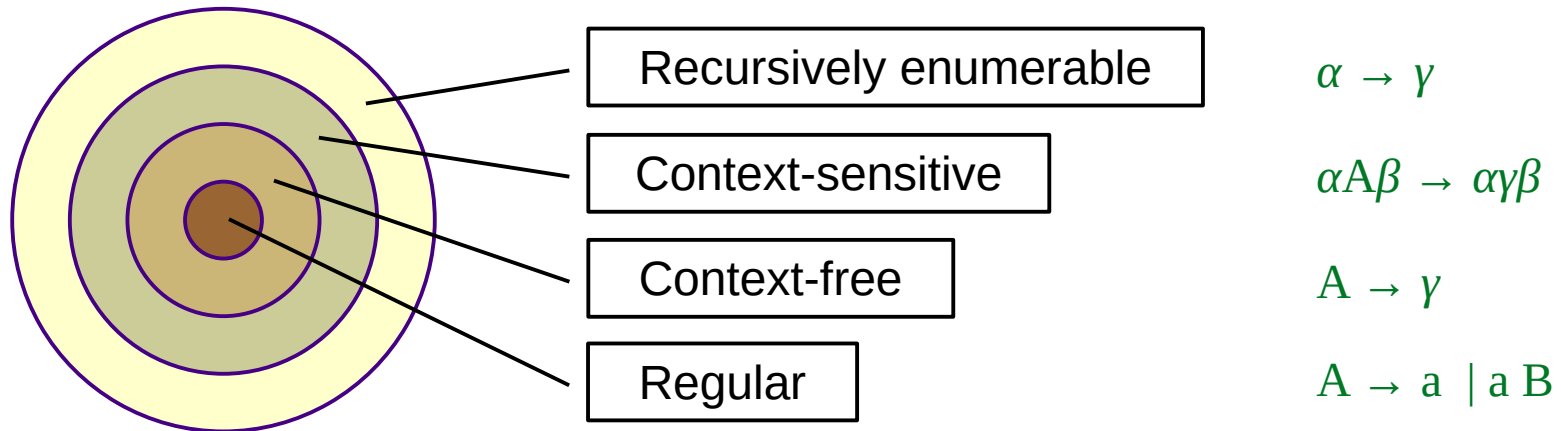 Recursively enumerable α → γ
Context-sensitive αAβ → αγβ
Context-free A → γ
Regular A → a | a B